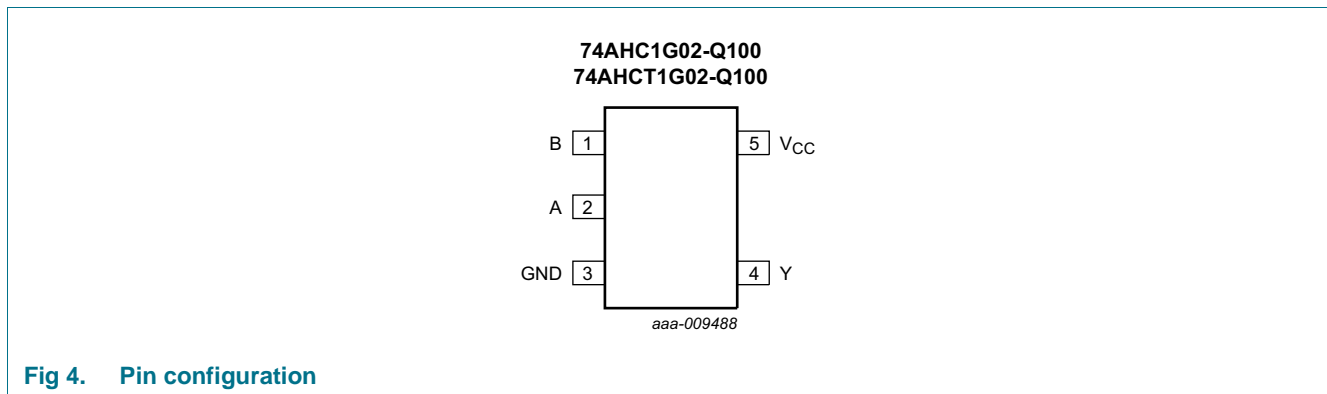 74AHC1G02-Q100
74AHCT1G02-Q100
B 1 5 VCC
A 2
GND 3 4 Y
aaa-009488
Fig 4. Pin configuration